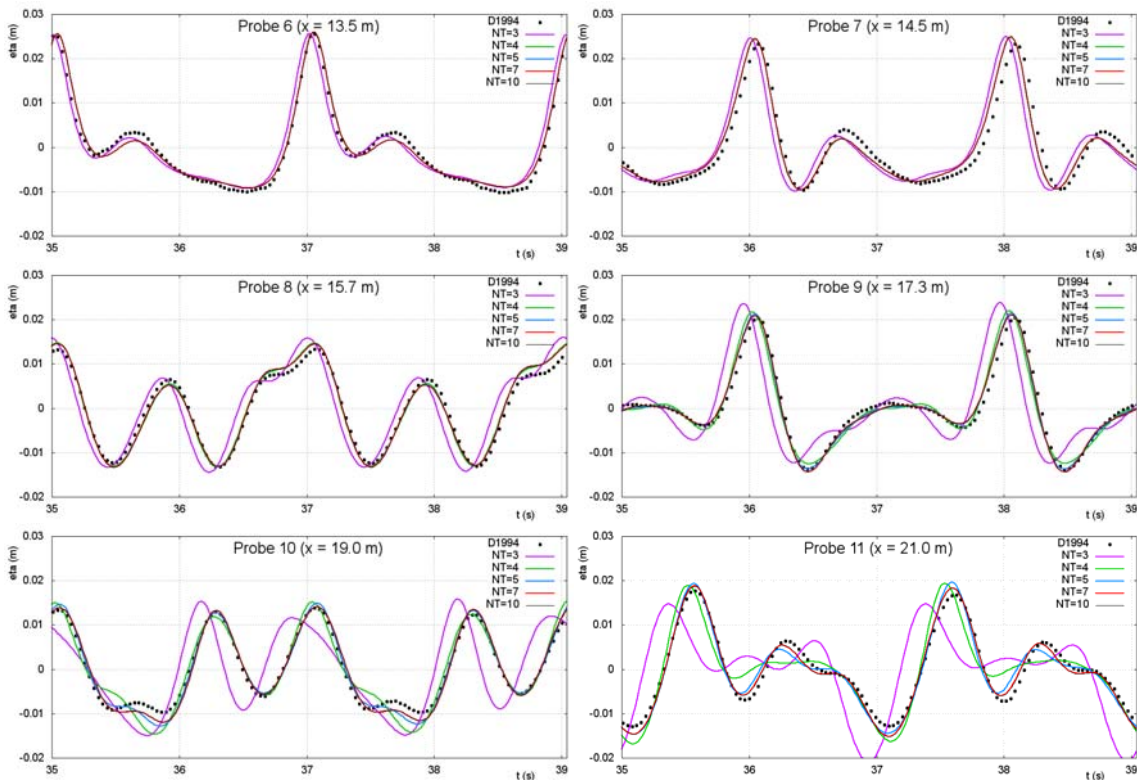 Probe 6 (x = 13.5 m)
eta (m)
D1994
NT=3
NT=4
NT=5
NT=7
NT=10
0.03
0.02
0.01
0
-0.01
-0.02
35 36 37 38 39
t (s)
Probe 7 (x = 14.5 m)
eta (m)
D1994
NT=3
NT=4
NT=5
NT=7
NT=10
0.03
0.02
0.01
0
-0.01
-0.02
35 36 37 38 39
t (s)
Probe 8 (x = 15.7 m)
eta (m)
D1994
NT=3
NT=4
NT=5
NT=7
NT=10
0.03
0.02
0.01
0
-0.01
-0.02
35 36 37 38 39
t (s)
Probe 9 (x = 17.3 m)
eta (m)
D1994
NT=3
NT=4
NT=5
NT=7
NT=10
0.03
0.02
0.01
0
-0.01
-0.02
35 36 37 38 39
t (s)
Probe 10 (x = 19.0 m)
eta (m)
D1994
NT=3
NT=4
NT=5
NT=7
NT=10
0.03
0.02
0.01
0
-0.01
-0.02
35 36 37 38 39
t (s)
Probe 11 (x = 21.0 m)
eta (m)
D1994
NT=3
NT=4
NT=5
NT=7
NT=10
0.03
0.02
0.01
0
-0.01
-0.02
35 36 37 38 39
t (s)